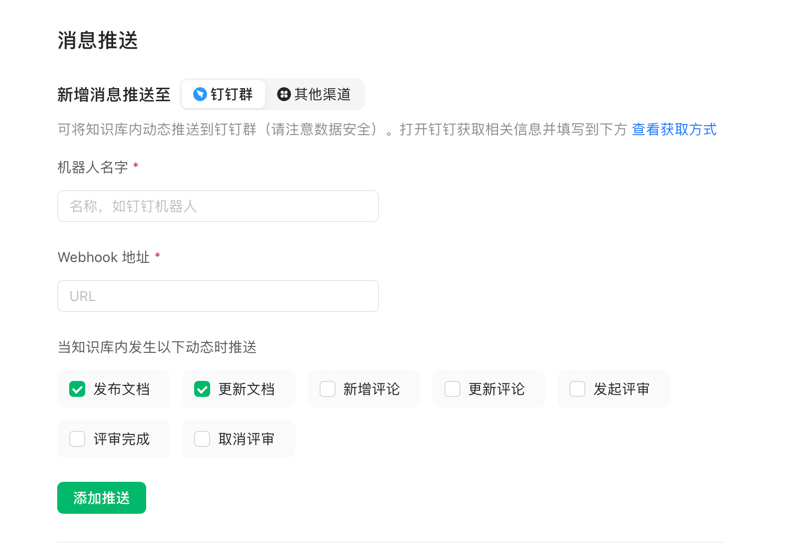 消息推送
新增消息推送至 钉钉群 其他渠道
可将知识库内动态推送到钉钉群（请注意数据安全）。打开钉钉获取相关信息并填写到下方 查看获取方式
机器人名字 *
名称，如钉钉机器人
Webhook 地址 *
URL
当知识库内发生以下动态时推送
发布文档 更新文档 新增评论 更新评论 发起评审
评审完成 取消评审
添加推送